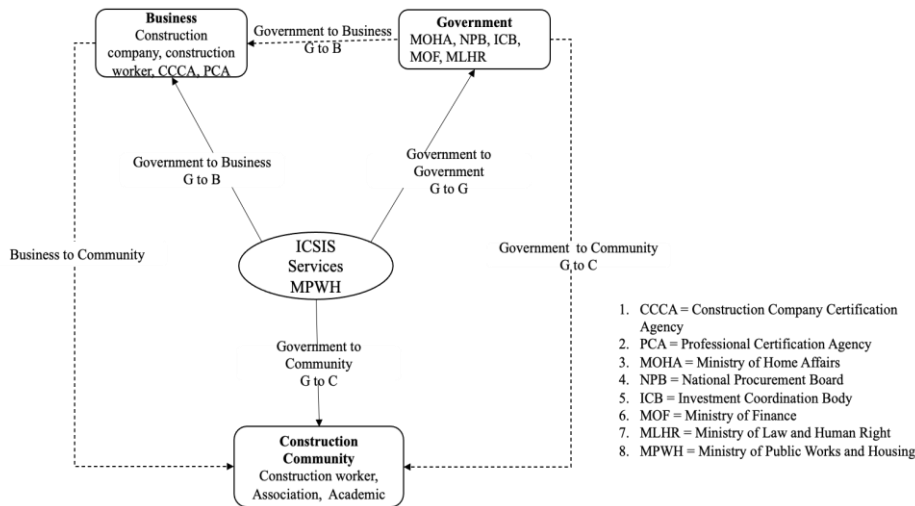 Business
Construction
company, construction
worker, CCCA, PCA
Government to Business
G to B
Government
MOHA, NPB, ICB,
MOF, MLHR
Government to Business
G to B
Government to
Government
G to G
Business to Community
ICSIS
Services
MPWH
Government to Community
G to C
Government to
Community
G to C
Construction
Community
Construction worker,
Association, Academic
1. CCCA = Construction Company Certification
Agency
2. PCA = Professional Certification Agency
3. MOHA = Ministry of Home Affairs
4. NPB = National Procurement Board
5. ICB = Investment Coordination Body
6. MOF = Ministry of Finance
7. MLHR = Ministry of Law and Human Right
8. MPWH = Ministry of Public Works and Housing